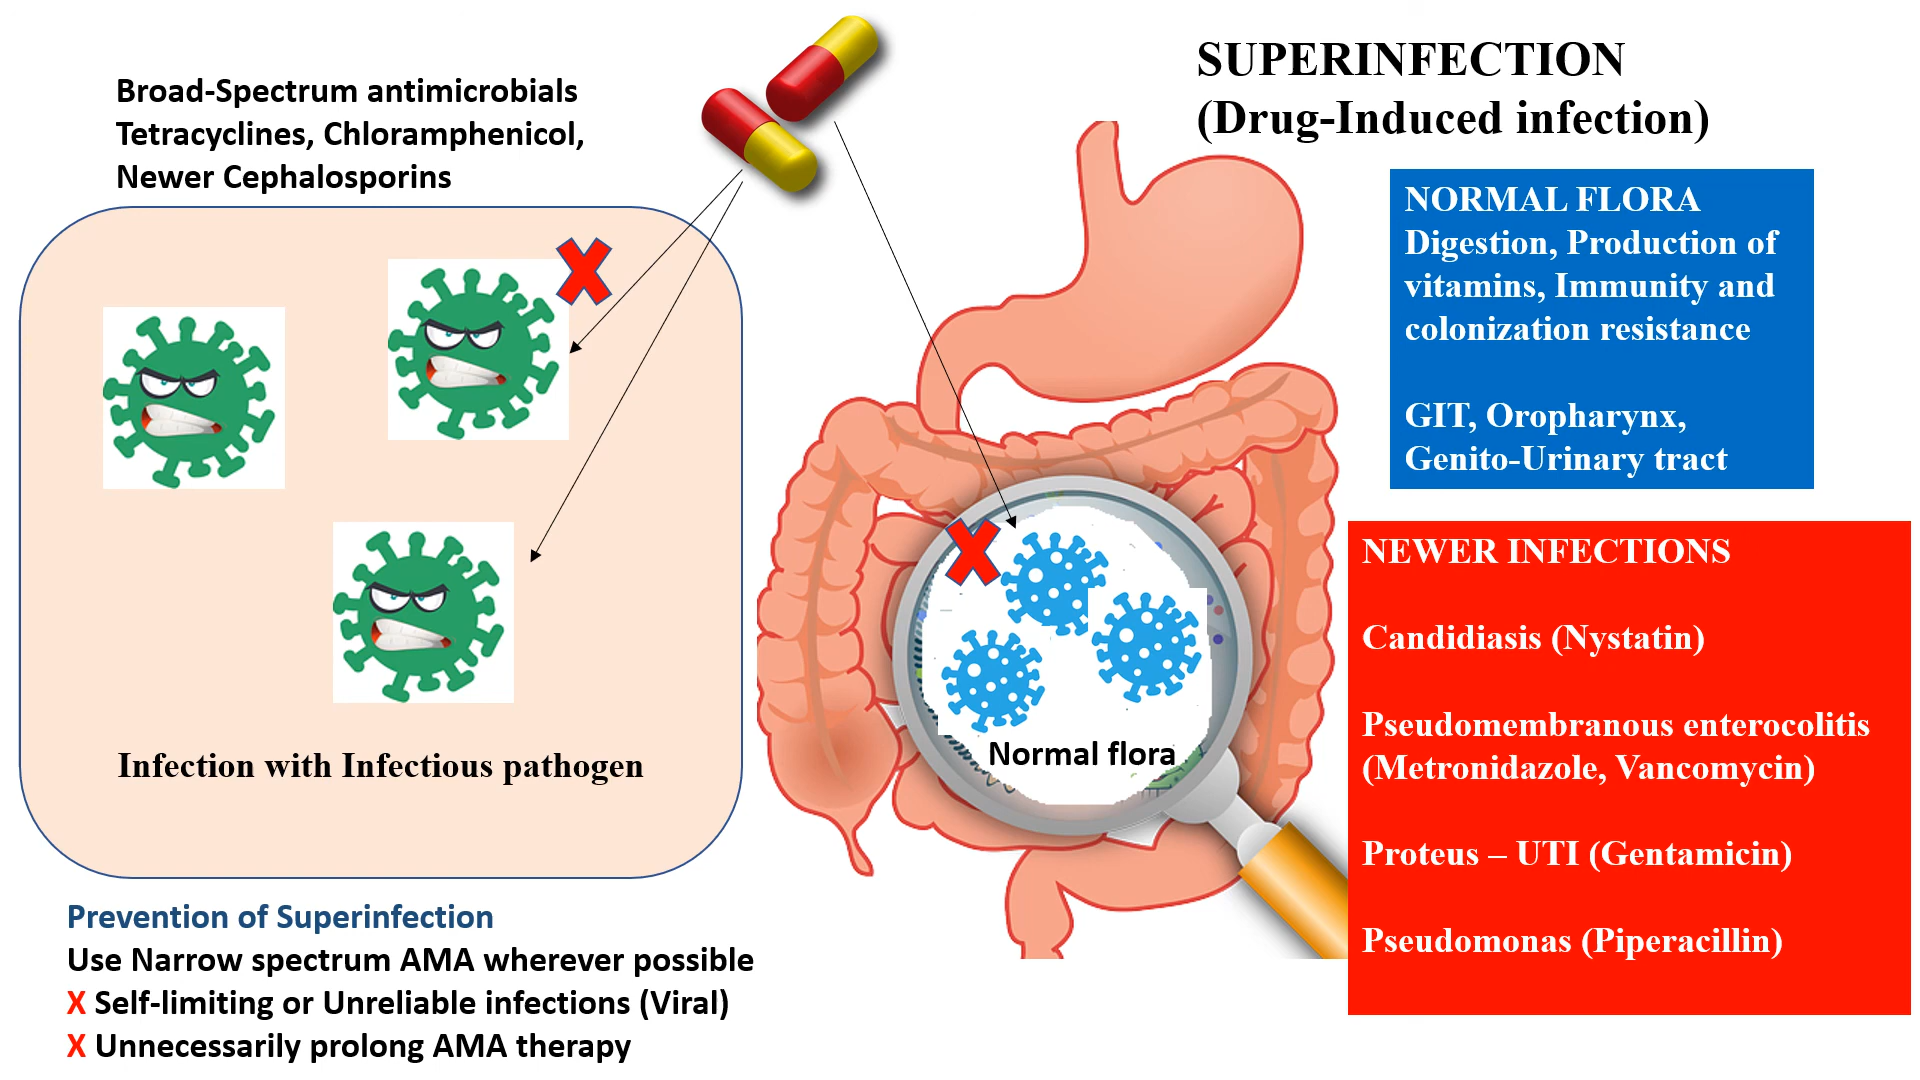 Broad-Spectrum antimicrobials
Tetracyclines, Chloramphenicol,
Newer Cephalosporins
Infection with Infectious pathogen
Prevention of Superinfection
Use Narrow spectrum AMA wherever possible
X Self-limiting or Unreliable infections (Viral)
X Unnecessarily prolong AMA therapy
Normal flora
SUPERINFECTION
(Drug-Induced infection)
NORMAL FLORA
Digestion, Production of
vitamins, Immunity and
colonization resistance
GIT, Oropharynx,
Genito-Urinary tract
NEWER INFECTIONS
Candidiasis (Nystatin)
Pseudomembranous enterocolitis
(Metronidazole, Vancomycin)
Proteus – UTI (Gentamicin)
Pseudomonas (Piperacillin)